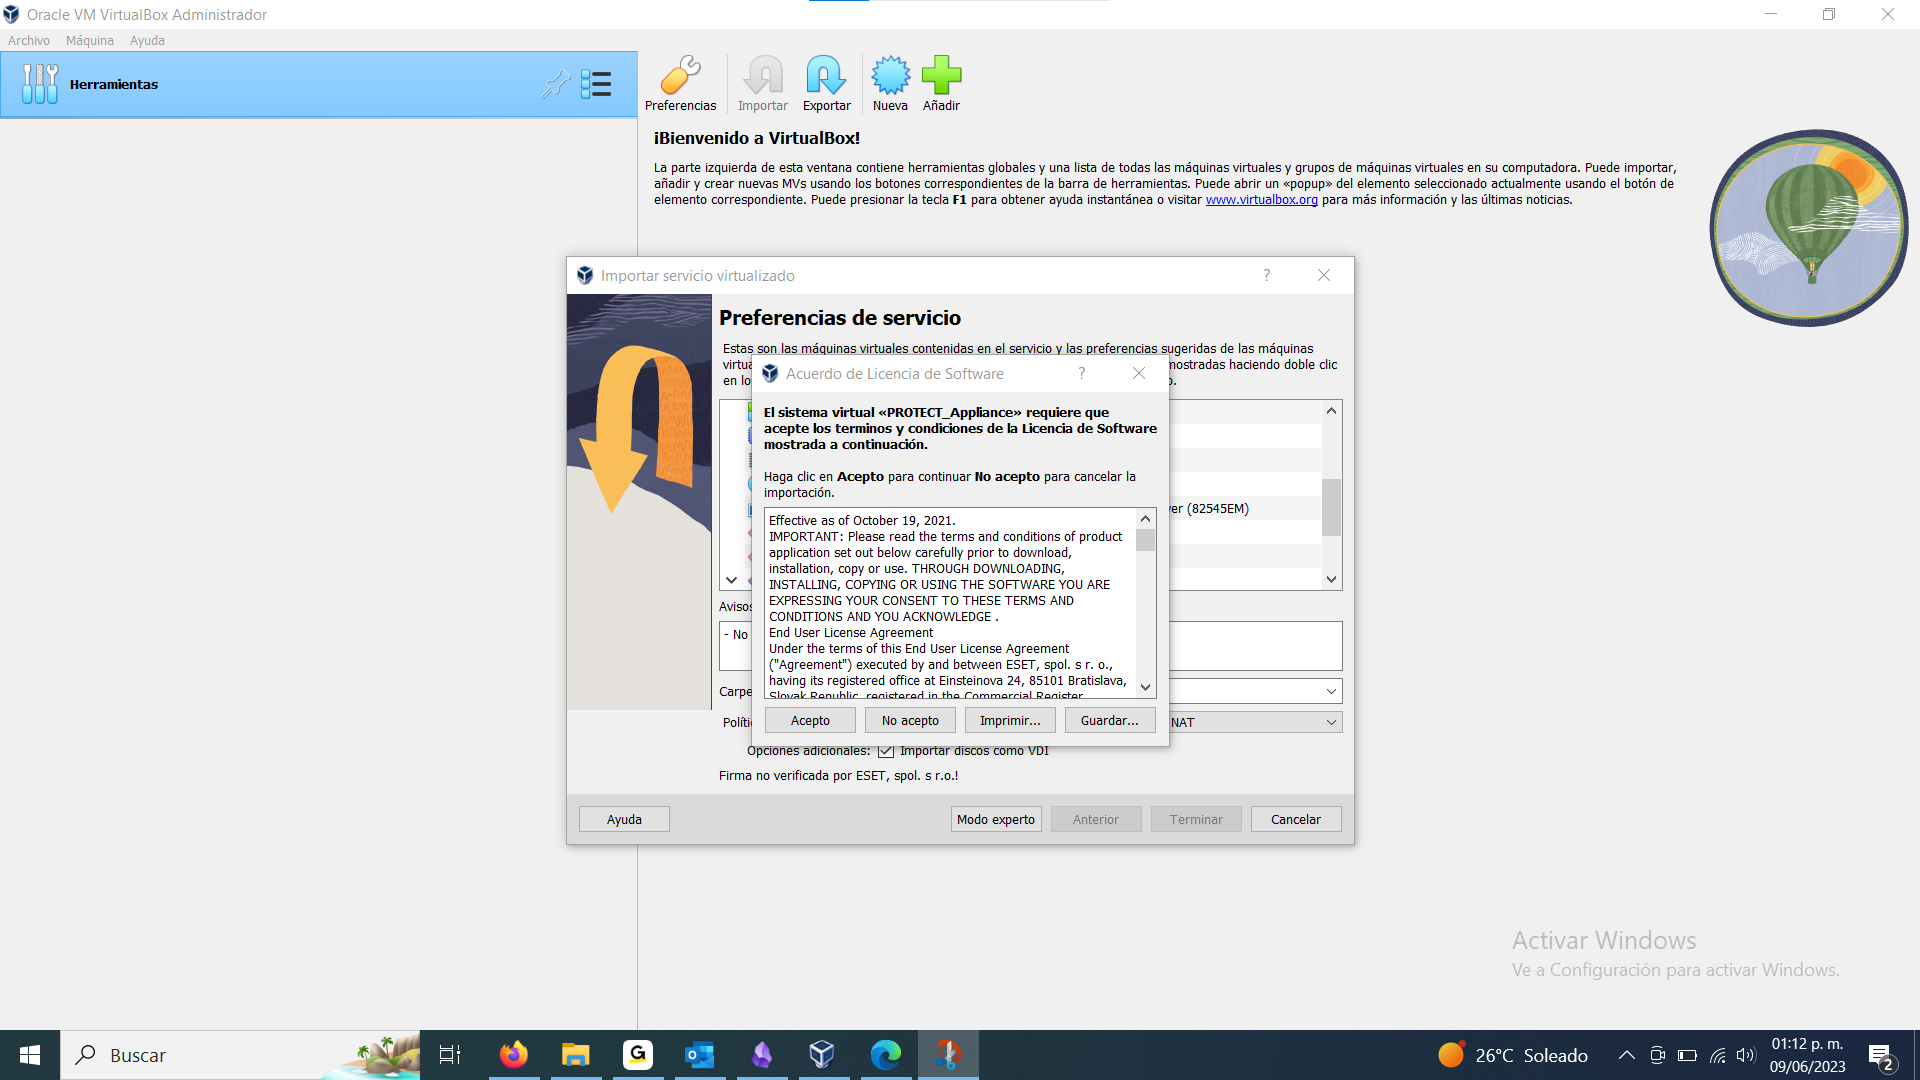 Oracle VM VirtualBox Administrador
Archivo Máquina Ayuda
Herramientas
Preferencias Importar Exportar Nueva Añadir
¡Bienvenido a VirtualBox!
La parte izquierda de esta ventana contiene herramientas globales y una lista de todas las máquinas virtuales y grupos de máquinas virtuales en su computadora. Puede importar,
añadir y crear nuevas MVs usando los botones correspondientes de la barra de herramientas. Puede abrir un «popup» del elemento seleccionado actualmente usando el botón de
elemento correspondiente. Puede presionar la tecla F1 para obtener ayuda instantánea o visitar www.virtualbox.org para más información y las últimas noticias.
Importar servicio virtualizado
?
Preferencias de servicio
Estas son las máquinas virtuales contenidas en el servicio y las preferencias sugeridas de las máquinas
mostradas haciendo doble clic
en
Acuerdo de Licencia de Software
?
El sistema virtual «PROTECT_Appliance» requiere que
acepte los terminos y condiciones de la Licencia de Software
mostrada a continuación.
Haga clic en Acepto para continuar No acepto para cancelar la
importación.
(82545EM)
Effective as of October 19, 2021.
IMPORTANT: Please read the terms and conditions of product
application set out below carefully prior to download,
installation, copy or use. THROUGH DOWNLOADING,
INSTALLING, COPYING OR USING THE SOFTWARE YOU ARE
EXPRESSING YOUR CONSENT TO THESE TERMS AND
CONDITIONS AND YOU ACKNOWLEDGE .
End User License Agreement
Under the terms of this End User License Agreement
("Agreement") executed by and between ESET, spol. s r. o.,
having its registered office at Einsteinova 24, 85101 Bratislava,
Slovak Republic, registered in the Commercial Register
Avisos
- No
Acepto No acepto Imprimir... Guardar...
NAT
Opciones adicionales: Importar discos como VDI
Firma no verificada por ESET, spol. s r.o.!
Ayuda Modo experto Anterior Terminar Cancelar
Activar Windows
Ve a Configuración para activar Windows.
Buscar
26°C Soleado
01:12 p. m.
09/06/2023
2